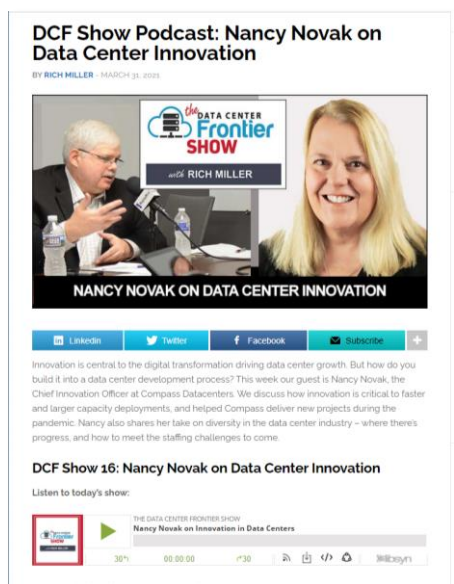 DCF Show Podcast: Nancy Novak on
Data Center Innovation
BY RICH MILLER - MARCH 31, 2021
the DATA CENTER
Frontier
SHOW
with RICH MILLER
NANCY NOVAK ON DATA CENTER INNOVATION
in LinkedIn
Twitter
f Facebook
Subscribe
+
Innovation is central to the digital transformation driving data center growth. But how do you
build it into a data center development process? This week our guest is Nancy Novak, the
Chief Innovation Officer at Compass Datacenters. We discuss how innovation is critical to faster
and larger capacity deployments, and helped Compass deliver new projects during the
pandemic. Nancy also shares her take on diversity in the data center industry – where there's
progress, and how to meet the staffing challenges to come.
DCF Show 16: Nancy Novak on Data Center Innovation
Listen to today's show:
DATA CENTER
Frontier
SHOW
THE DATA CENTER FRONTIER SHOW
Nancy Novak on Innovation in Data Centers
00:00:00
libsyn